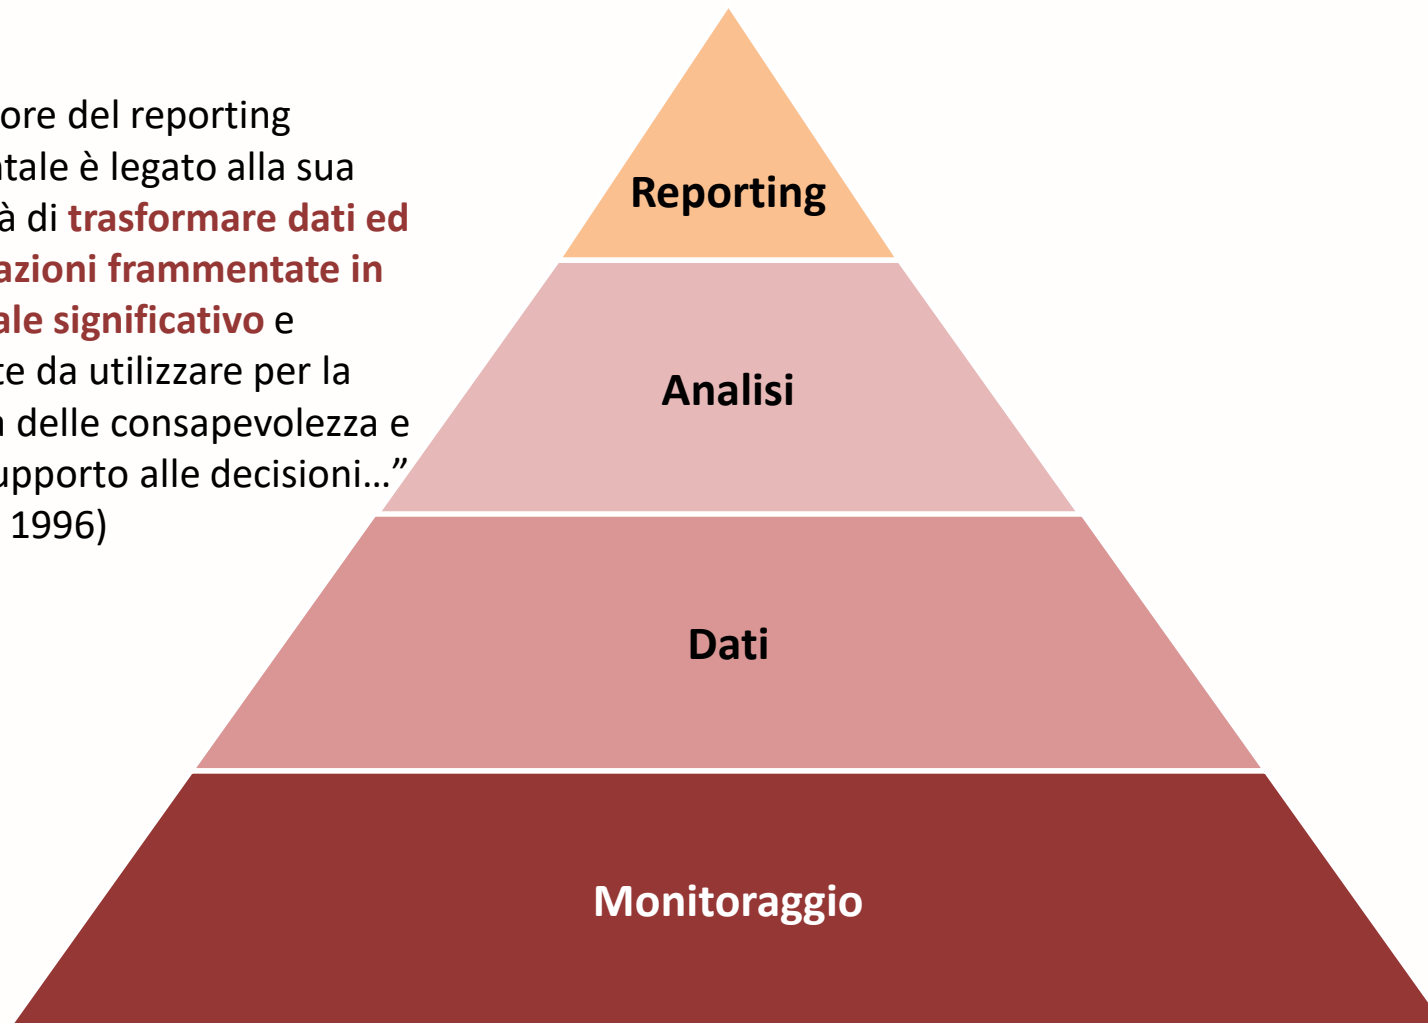 ore del reporting
tale è legato alla sua
à di trasformare dati ed
azioni frammentate in
ale significativo e
te da utilizzare per la
a delle consapevolezza e
upporto alle decisioni…”
1996)
Reporting
Analisi
Dati
Monitoraggio